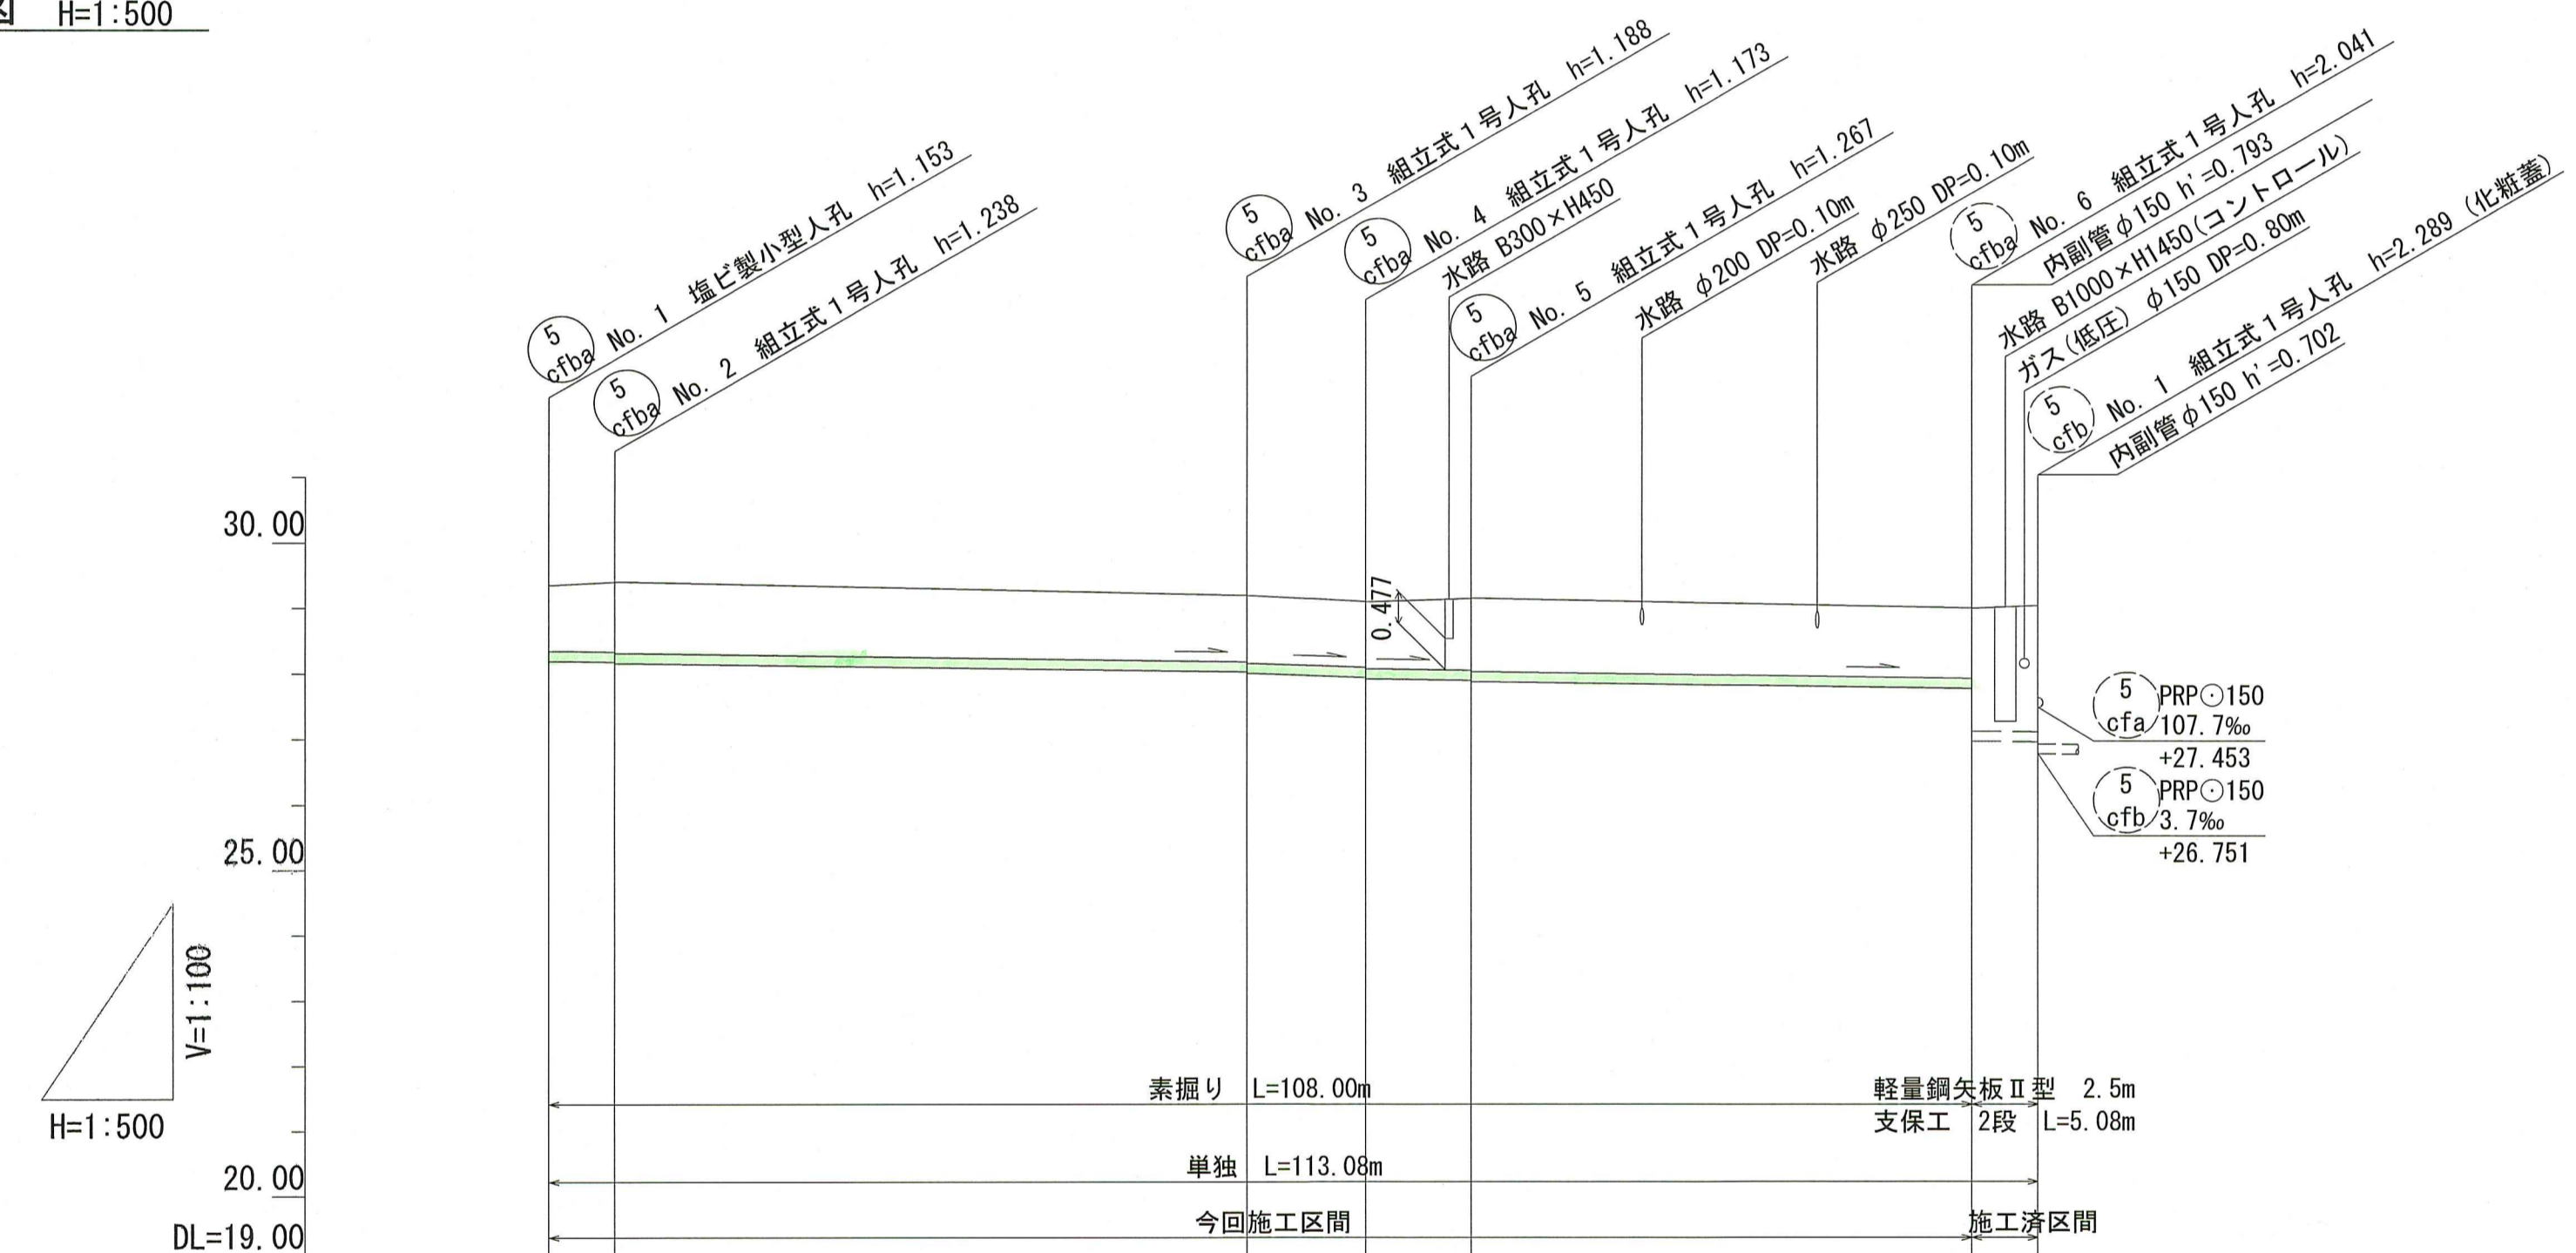 H=1:500
5
cfba
No. 1 塩ビ製小型人孔 h=1.153
5
cfba
No. 2 組立式1号人孔 h=1.238
5
cfba
No. 3 組立式1号人孔 h=1.188
5
cfba
No. 4 組立式1号人孔 h=1.173
水路 B300×H450
5
cfba
No. 5 組立式1号人孔 h=1.267
水路 φ200 DP=0.10m
水路 φ250 DP=0.10m
5
cfba
No. 6 組立式1号人孔 h=2.041
内副管φ150 h'=0.793
水路 B1000×H1450(コントロール)
ガス(低圧) φ150 DP=0.80m
5
cfb
No. 1 組立式1号人孔 h=2.289 (化粧蓋)
内副管φ150 h'=0.702
30.00
0.477
5
cfa
PRP⊙150
107.7‰
+27.453
5
cfb
PRP⊙150
3.7‰
+26.751
25.00
V=1:100
H=1:500
素掘り L=108.00m
軽量鋼矢板Ⅱ型 2.5m
支保工 2段 L=5.08m
単独 L=113.08m
20.00
今回施工区間
施工済区間
DL=19.00